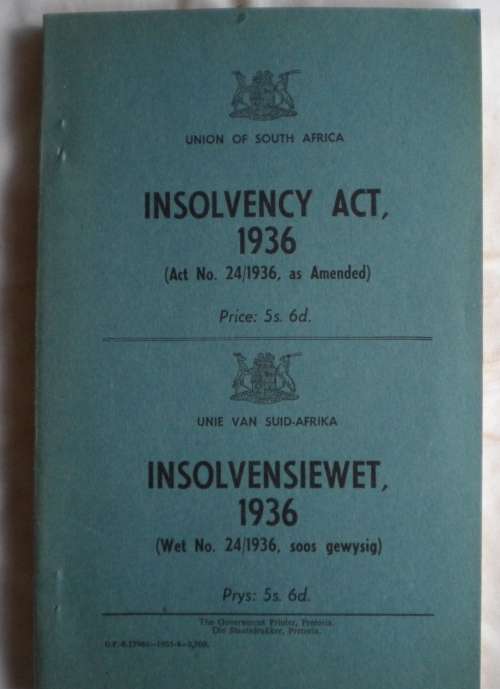 UNION OF SOUTH AFRICA
INSOLVENCY ACT,
1936
(Act No. 24/1936, as Amended)
Price: 5s. 6d.
UNIE VAN SUID-AFRIKA
INSOLVENSIEWET,
1936
(Wet No. 24/1936, soos gewysig)
Prys: 5s. 6d.
The Government Printer, Pretoria.
Die Staatsdrukker, Pretoria.